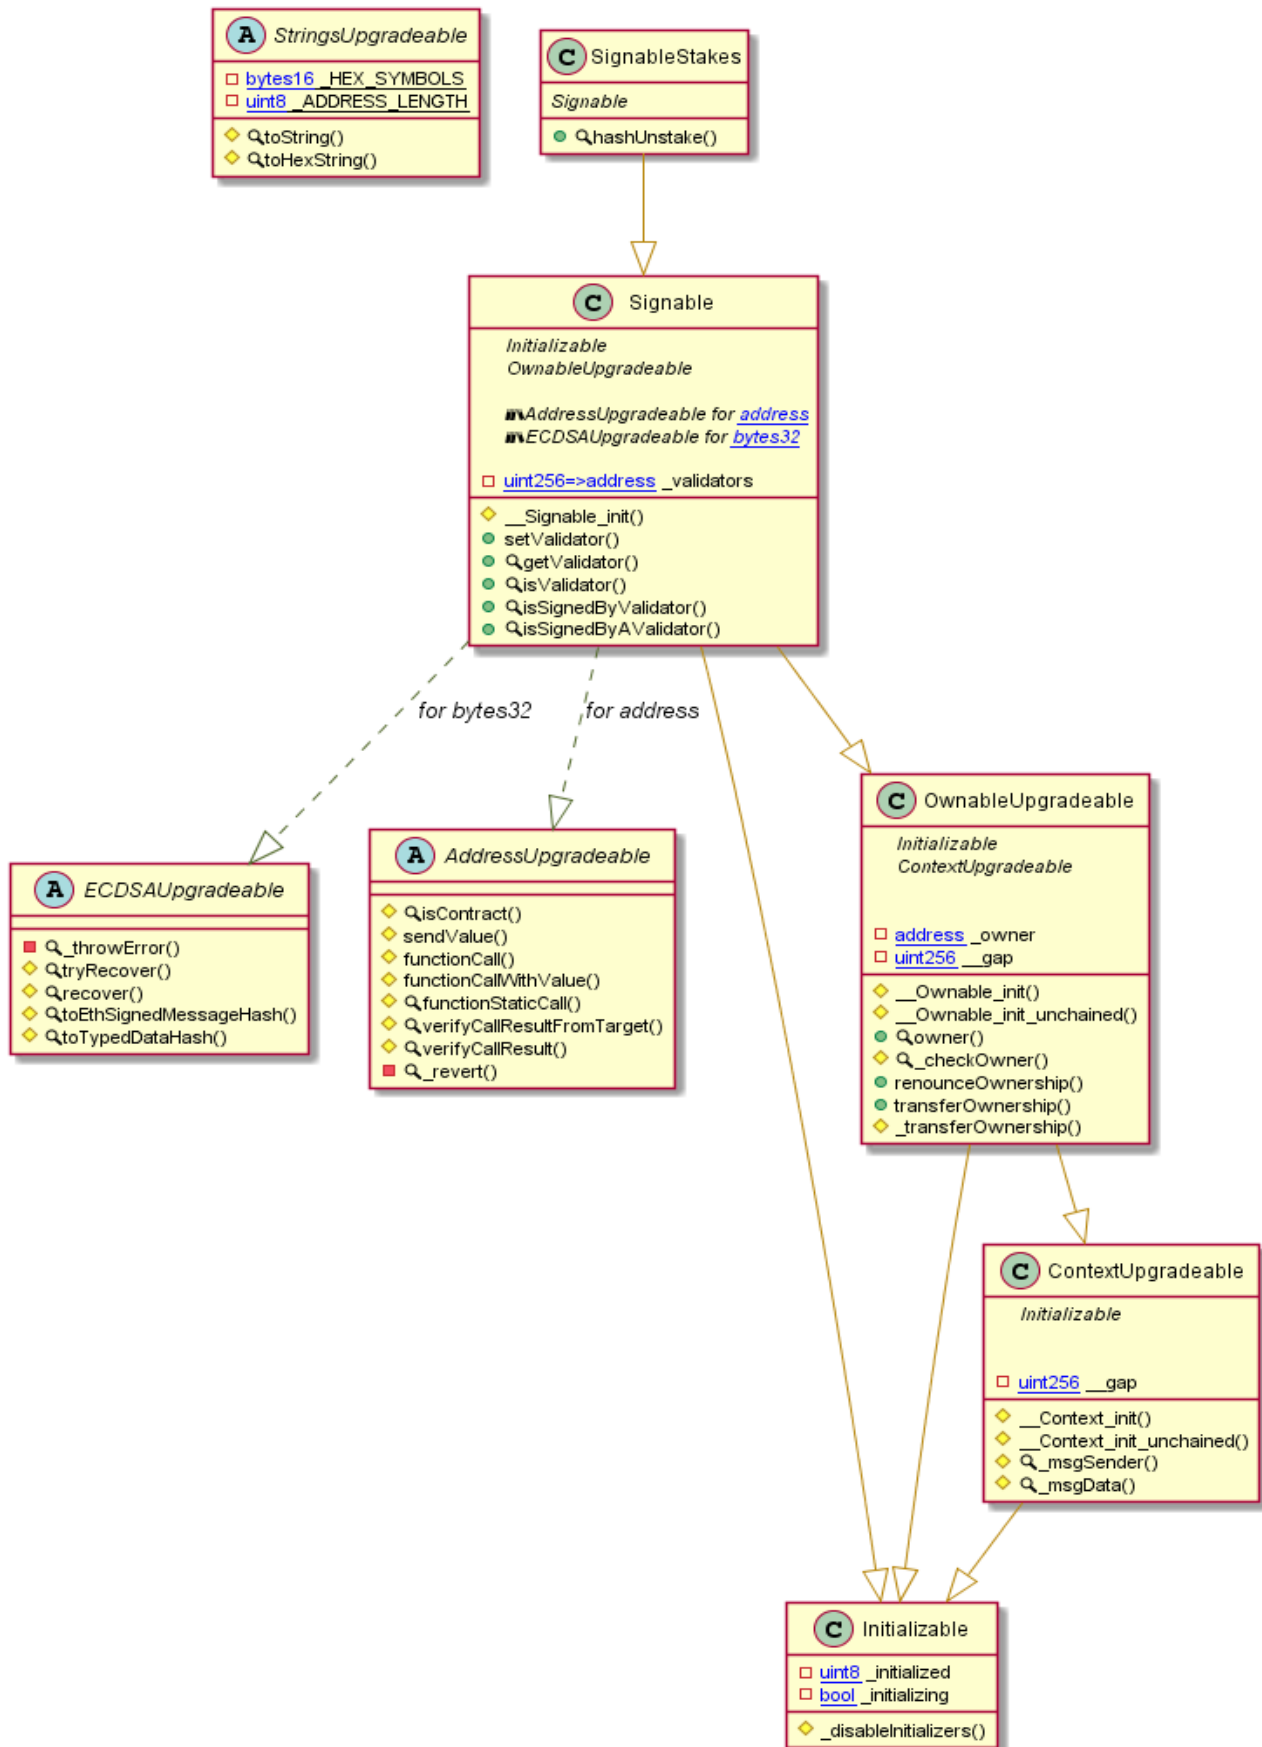 A StringsUpgradeable
bytes16 _HEX_SYMBOLS
uint8 _ADDRESS_LENGTH
toString()
toHexString()
C SignableStakes
Signable
hashUnstake()
C Signable
Initializable
OwnableUpgradeable
AddressUpgradeable for address
ECDSAUpgradeable for bytes32
uint256=>address _validators
__Signable_init()
setValidator()
getValidator()
isValidator()
isSignedByValidator()
isSignedByAValidator()
for bytes32
for address
A ECDSAUpgradeable
_throwError()
tryRecover()
recover()
toEthSignedMessageHash()
toTypedDataHash()
A AddressUpgradeable
isContract()
sendValue()
functionCall()
functionCallWithValue()
functionStaticCall()
verifyCallResultFromTarget()
verifyCallResult()
_revert()
C OwnableUpgradeable
Initializable
ContextUpgradeable
address _owner
uint256 __gap
__Ownable_init()
__Ownable_init_unchained()
owner()
_checkOwner()
renounceOwnership()
transferOwnership()
_transferOwnership()
C ContextUpgradeable
Initializable
uint256 __gap
__Context_init()
__Context_init_unchained()
_msgSender()
_msgData()
C Initializable
uint8 _initialized
bool _initializing
_disableInitializers()